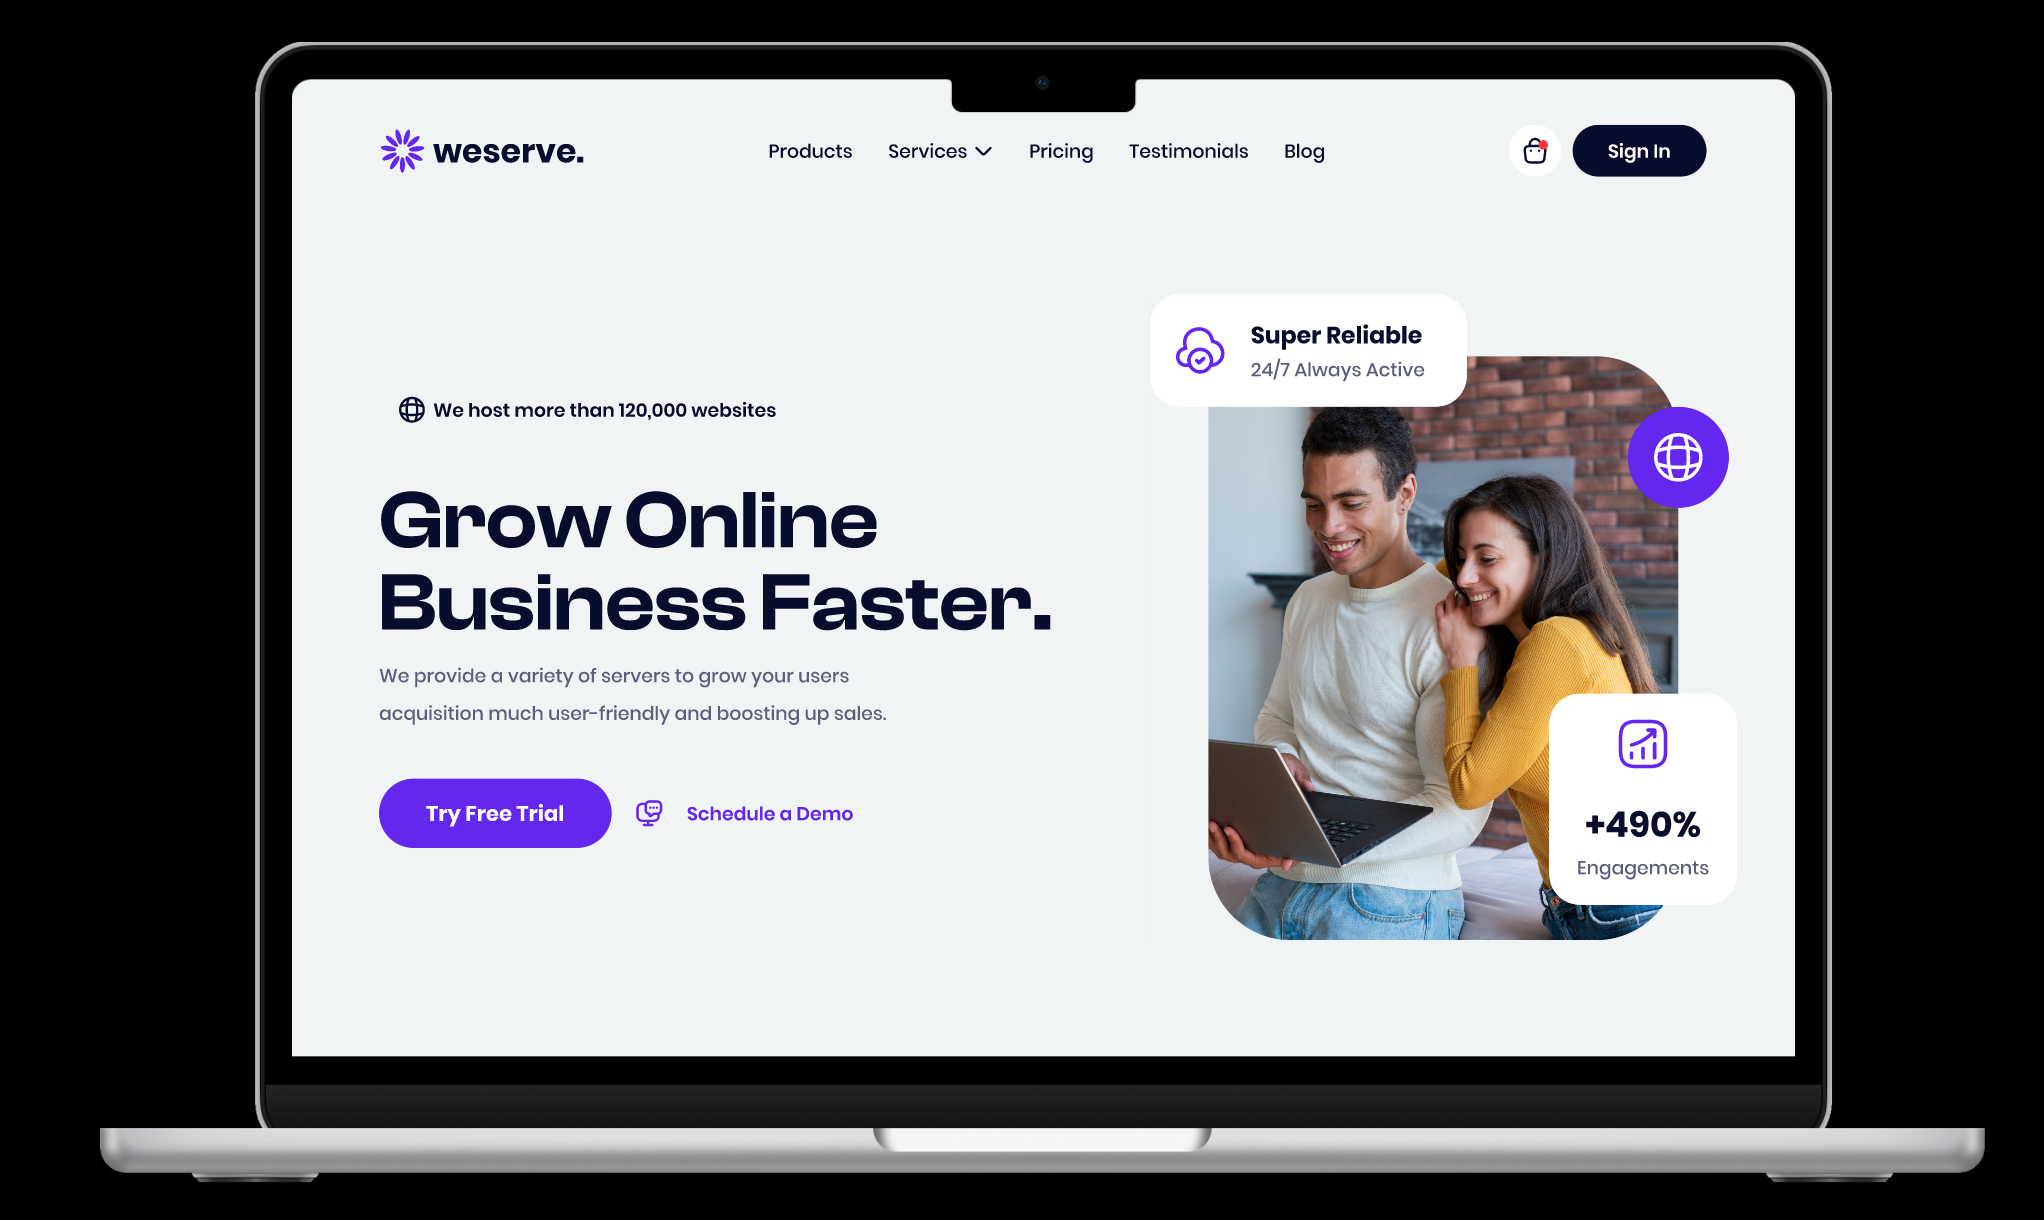 weserve.
Products
Services
Pricing
Testimonials
Blog
Sign In
We host more than 120,000 websites
Grow Online
Business Faster.
We provide a variety of servers to grow your users
acquisition much user-friendly and boosting up sales.
Try Free Trial
Schedule a Demo
Super Reliable
24/7 Always Active
+490%
Engagements